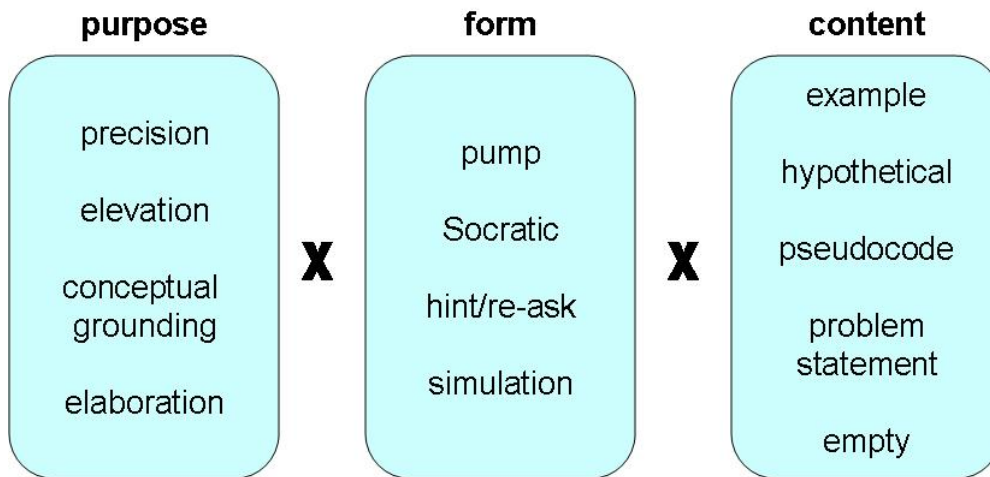 purpose
precision
elevation
conceptual
grounding
elaboration
X
form
pump
Socratic
hint/re-ask
simulation
X
content
example
hypothetical
pseudocode
problem
statement
empty